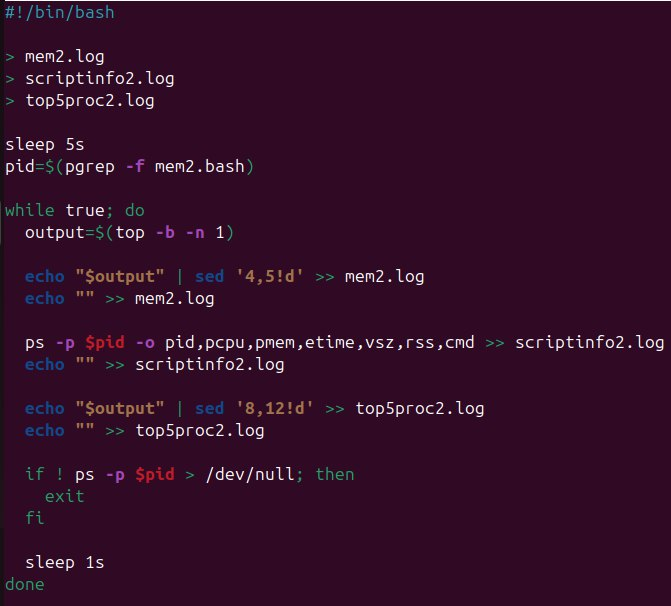 #!/bin/bash
> mem2.log
> scriptinfo2.log
> top5proc2.log
sleep 5s
pid=$(pgrep -f mem2.bash)
while true; do
  output=$(top -b -n 1)
  echo "$output" | sed '4,5!d' >> mem2.log
  echo "" >> mem2.log
  ps -p $pid -o pid,pcpu,pmem,etime,vsz,rss,cmd >> scriptinfo2.log
  echo "" >> scriptinfo2.log
  echo "$output" | sed '8,12!d' >> top5proc2.log
  echo "" >> top5proc2.log
  if ! ps -p $pid > /dev/null; then
    exit
  fi
  sleep 1s
done